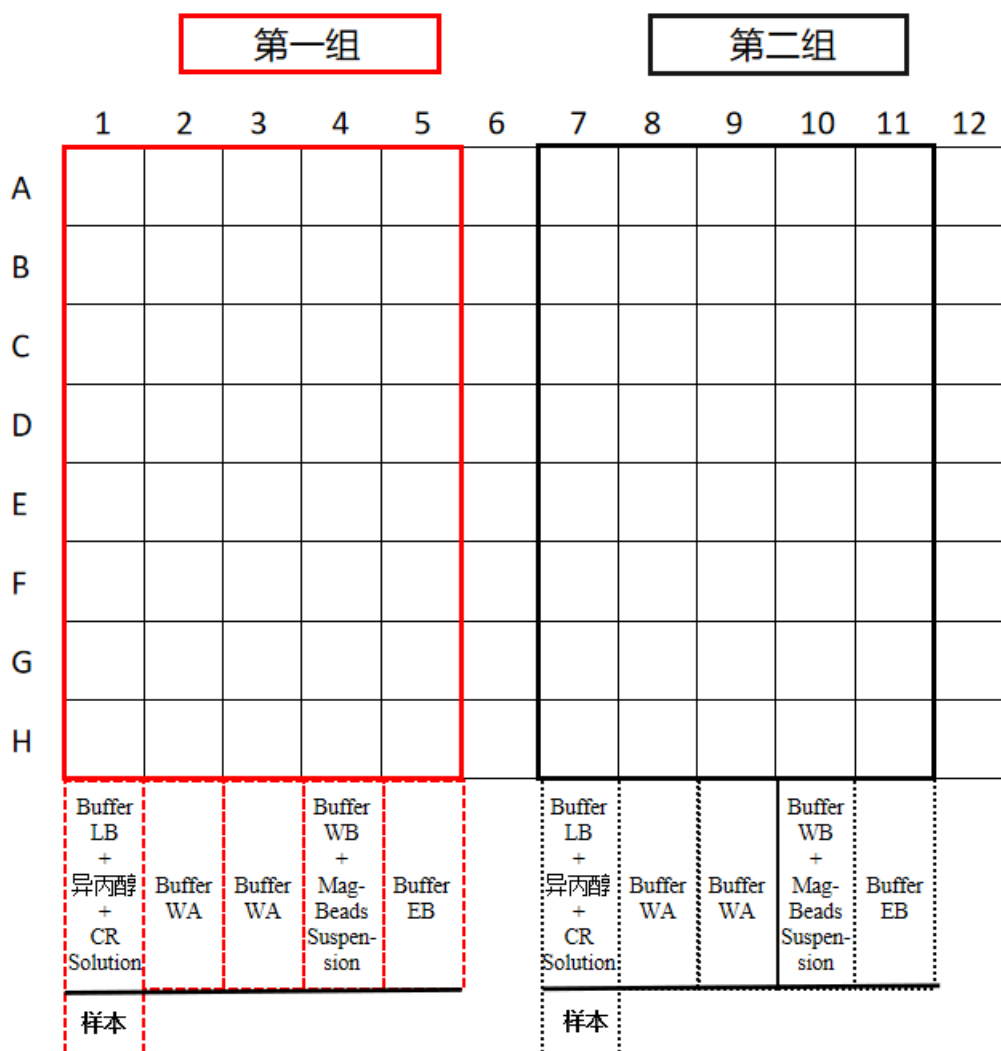 第一组 第二组
1 2 3 4 5 6 7 8 9 10 11 12
A
B
C
D
E
F
G
H
Buffer
LB
+
异丙醇
+
CR
Solution
Buffer
WA
Buffer
WA
Buffer
WB
+
Mag-
Beads
Suspen-
sion
Buffer
EB
Buffer
LB
+
异丙醇
+
CR
Solution
Buffer
WA
Buffer
WA
Buffer
WB
+
Mag-
Beads
Suspen-
sion
Buffer
EB
样本 样本